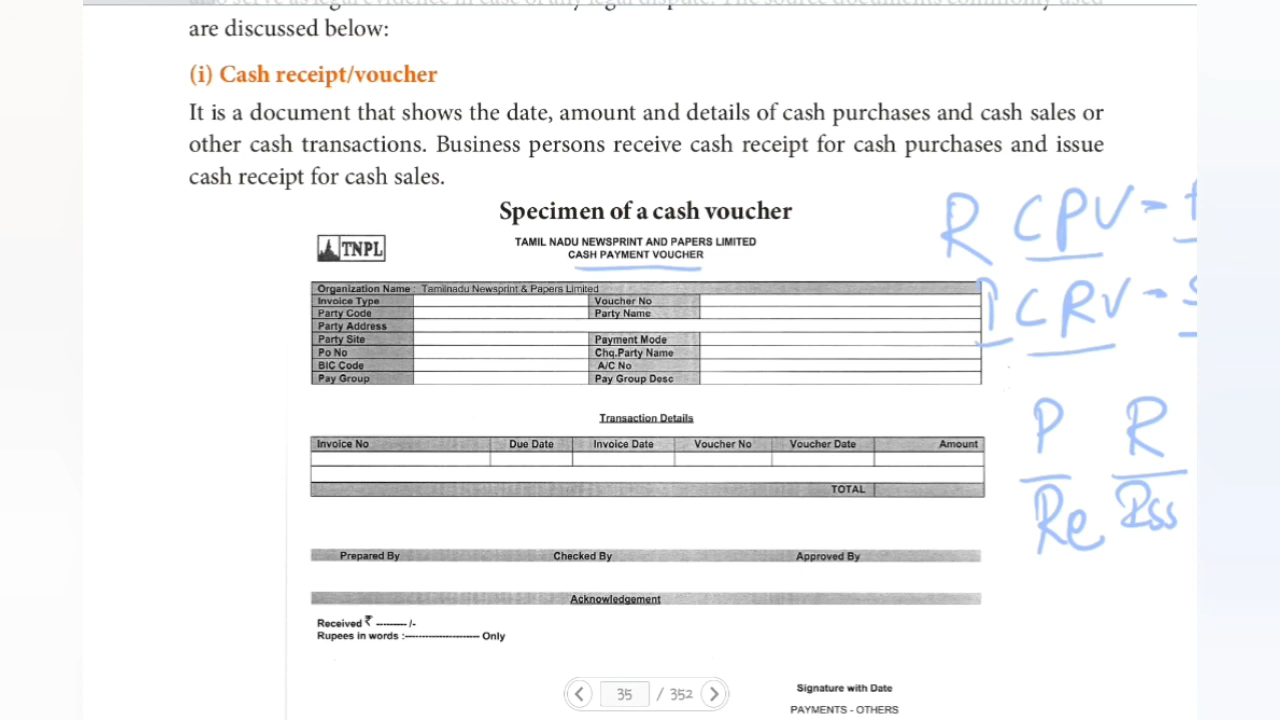 are discussed below:
(i) Cash receipt/voucher
It is a document that shows the date, amount and details of cash purchases and cash sales or
other cash transactions. Business persons receive cash receipt for cash purchases and issue
cash receipt for cash sales.
Specimen of a cash voucher
TNPL
TAMIL NADU NEWSPRINT AND PAPERS LIMITED
CASH PAYMENT VOUCHER
R CPV -
I CRV -
Organization Name : Tamilnadu Newsprint & Papers Limited
Invoice Type Voucher No
Party Code Party Name
Party Address
Party Site Payment Mode
Po No Chq.Party Name
BIC Code A/C No
Pay Group Pay Group Desc
P R
Re Iss
Transaction Details
Invoice No Due Date Invoice Date Voucher No Voucher Date Amount
TOTAL
Prepared By Checked By Approved By
Acknowledgement
Received ₹ --------- /-
Rupees in words :---------------------- Only
35 / 352
Signature with Date
PAYMENTS - OTHERS